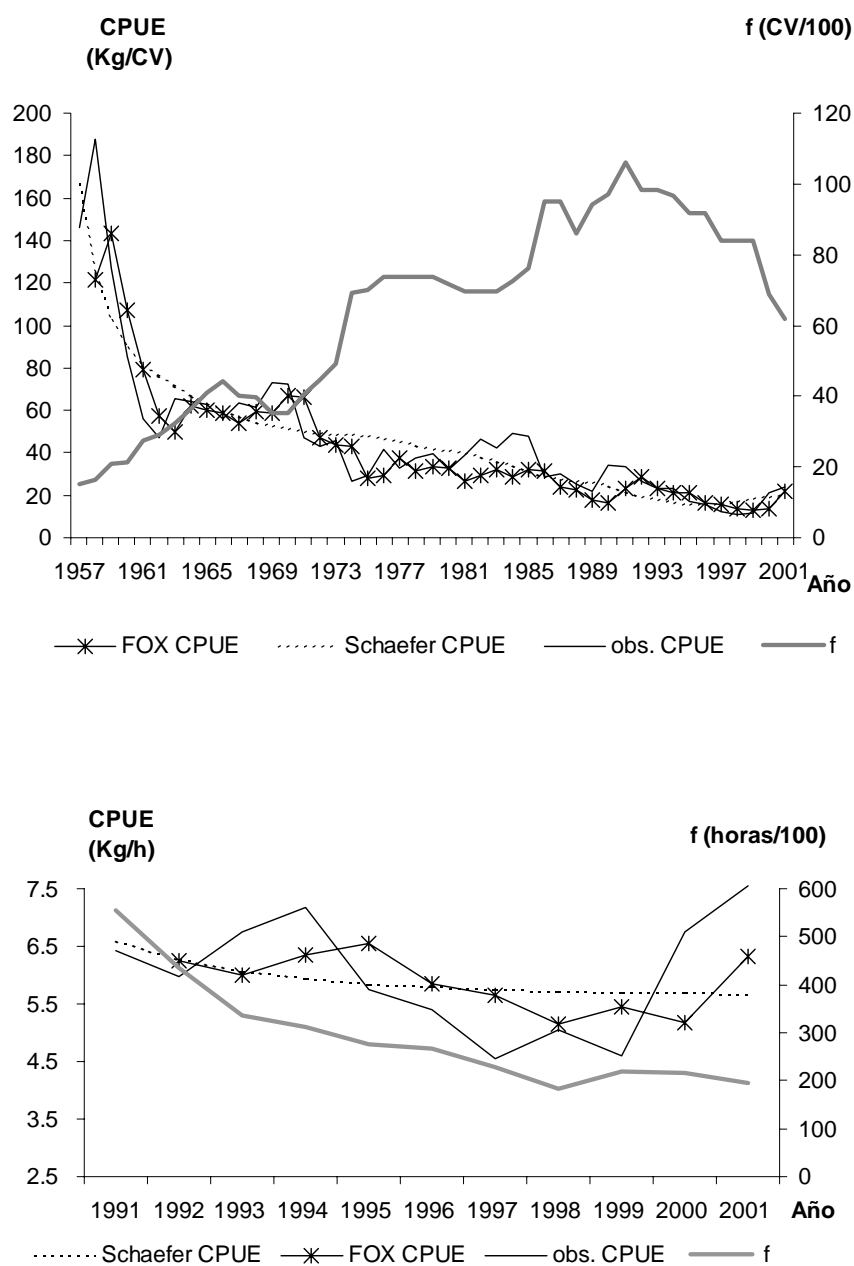 CPUE
(Kg/CV)
f (CV/100)
200
180
160
140
120
100
80
60
40
20
0
120
100
80
60
40
20
0
1957 1961 1965 1969 1973 1977 1981 1985 1989 1993 1997 2001
Año
FOX CPUE Schaefer CPUE obs. CPUE f
CPUE
(Kg/h)
f (horas/100)
7.5
6.5
5.5
4.5
3.5
2.5
600
500
400
300
200
100
0
1991 1992 1993 1994 1995 1996 1997 1998 1999 2000 2001 Año
Schaefer CPUE FOX CPUE obs. CPUE f